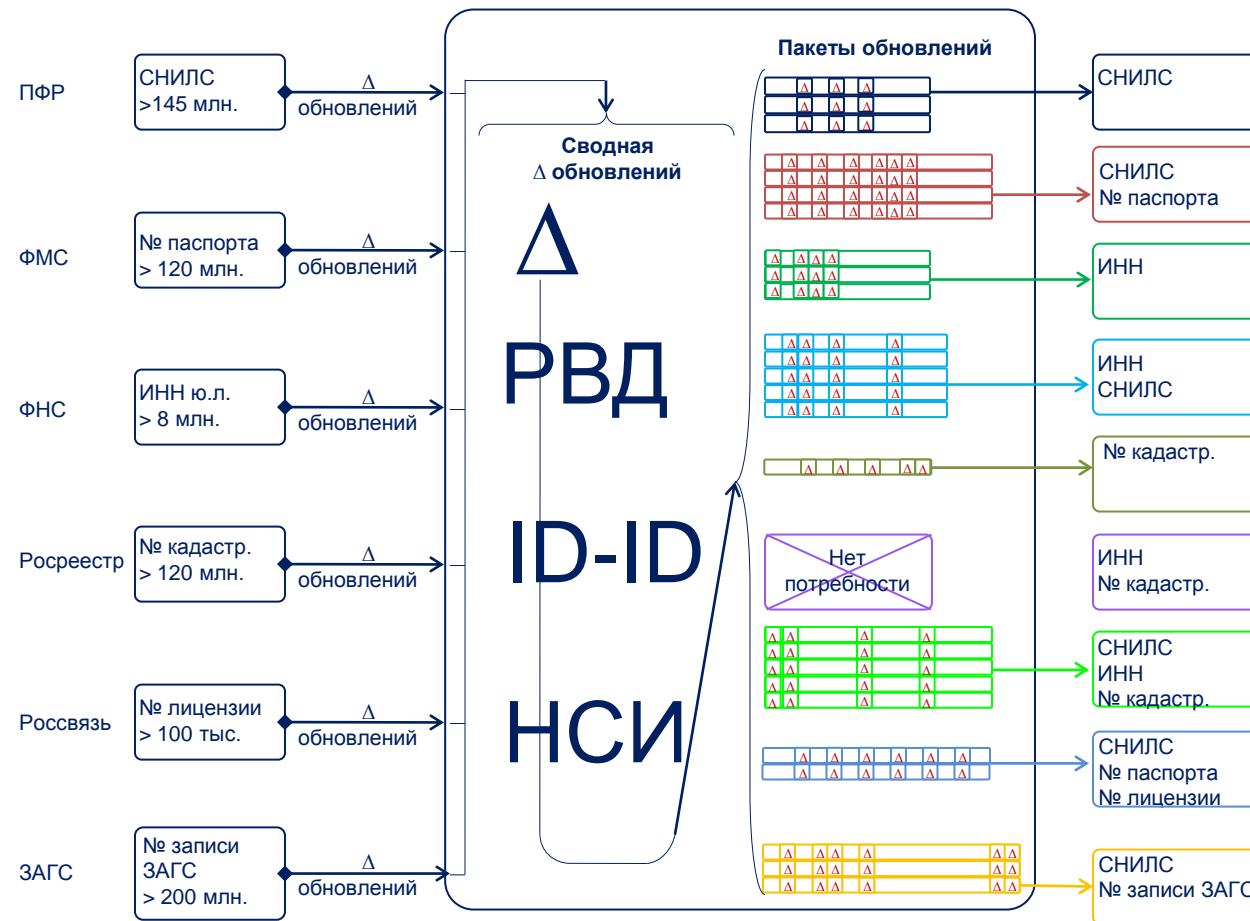 ПФР
СНИЛС
>145 млн.
Δ
обновлений
ФМС
№ паспорта
> 120 млн.
Δ
обновлений
ФНС
ИНН ю.л.
> 8 млн.
Δ
обновлений
Росреестр
№ кадастр.
> 120 млн.
Δ
обновлений
Россвязь
№ лицензии
> 100 тыс.
Δ
обновлений
ЗАГС
№ записи
ЗАГС
> 200 млн.
Δ
обновлений
Сводная
Δ обновлений
Δ
РВД
ID-ID
НСИ
Пакеты обновлений
Δ Δ Δ
Δ Δ Δ
Δ Δ Δ
Δ Δ Δ Δ Δ Δ
Δ Δ Δ Δ Δ Δ
Δ Δ Δ Δ Δ Δ
Δ Δ Δ Δ Δ Δ
Δ Δ Δ Δ
Δ Δ Δ Δ
Δ Δ Δ Δ
Δ Δ Δ Δ
Δ Δ Δ Δ
Δ Δ Δ Δ
Δ Δ Δ Δ
Δ Δ Δ Δ
Δ Δ Δ Δ Δ
Нет
потребности
Δ Δ Δ Δ
Δ Δ Δ Δ
Δ Δ Δ Δ
Δ Δ Δ Δ
Δ Δ Δ Δ
Δ Δ Δ Δ Δ Δ
Δ Δ Δ Δ Δ Δ
Δ Δ Δ Δ Δ Δ
Δ Δ Δ Δ Δ Δ
Δ Δ Δ Δ Δ Δ
СНИЛС
СНИЛС
№ паспорта
ИНН
ИНН
СНИЛС
№ кадастр.
ИНН
№ кадастр.
СНИЛС
ИНН
№ кадастр.
СНИЛС
№ паспорта
№ лицензии
СНИЛС
№ записи ЗАГС